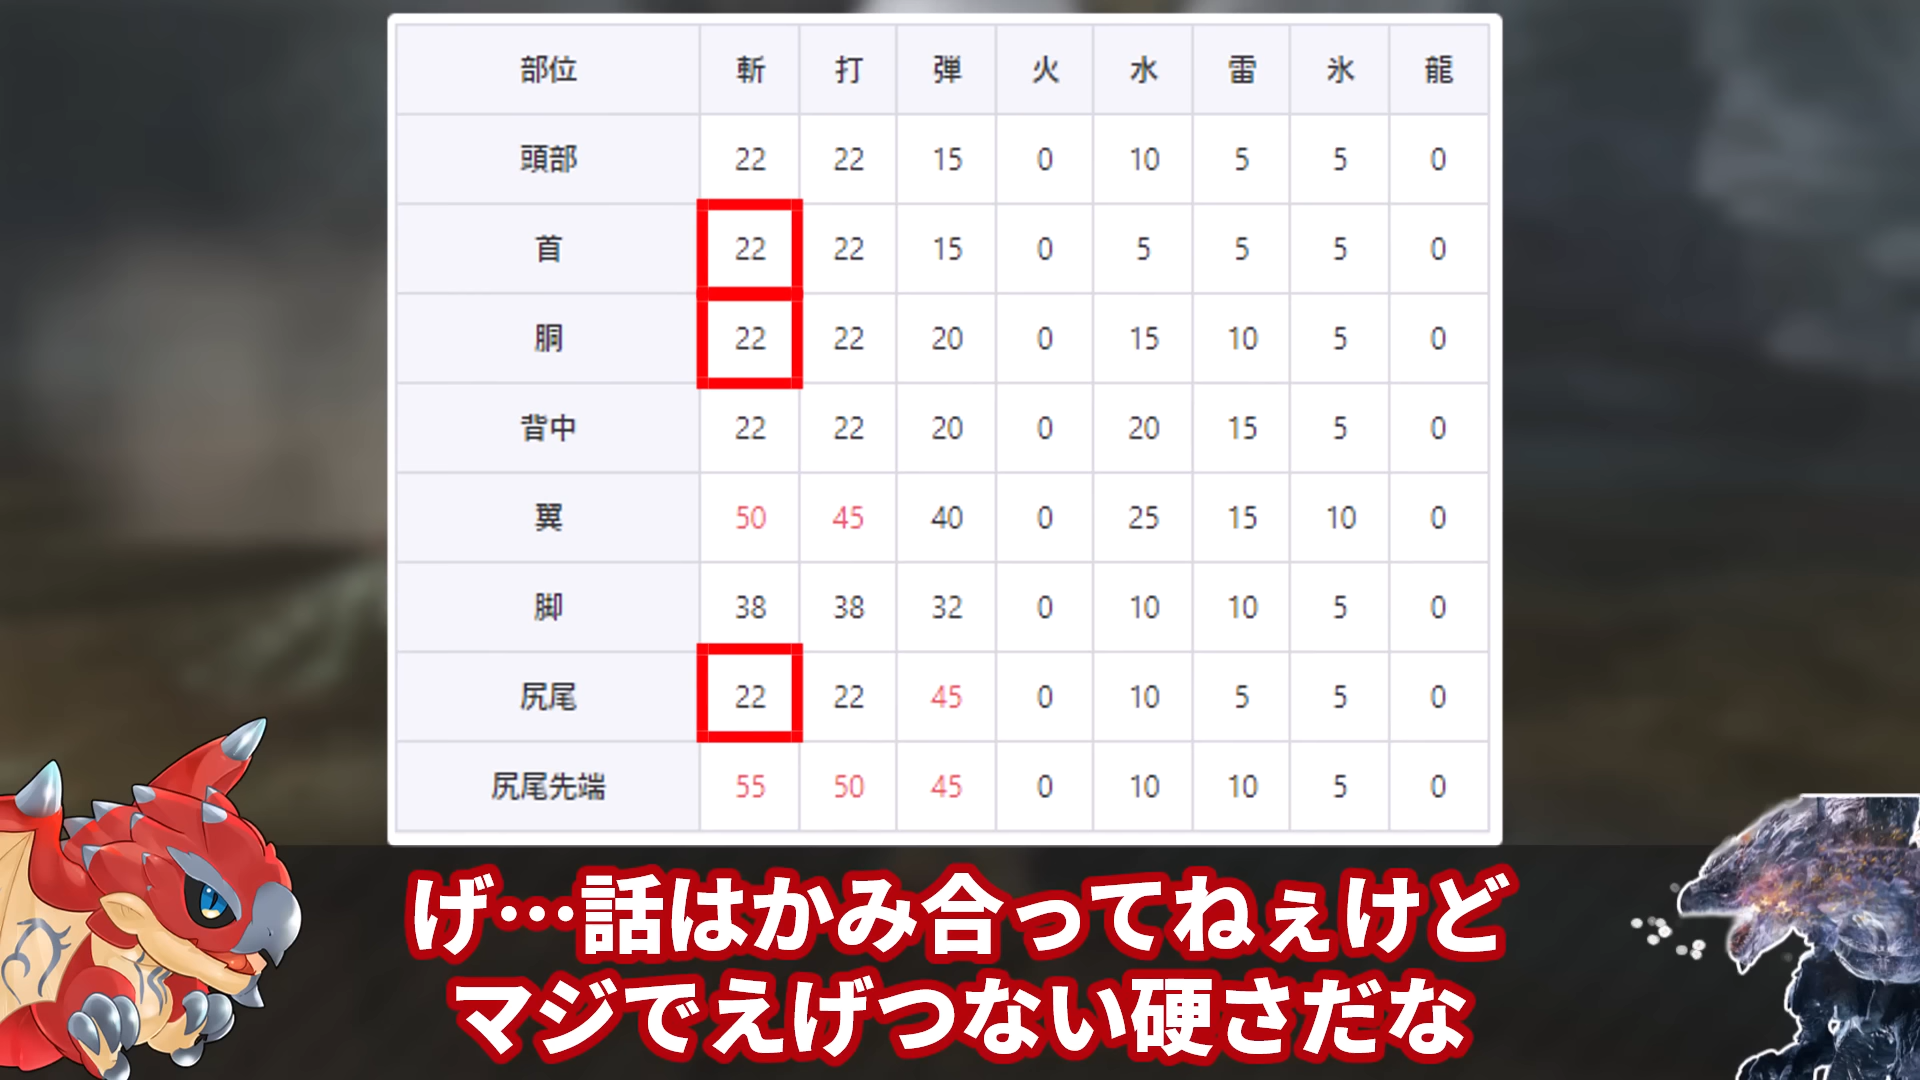 部位 斬 打 弾 火 水 雷 氷 龍
頭部 22 22 15 0 10 5 5 0
首 22 22 15 0 5 5 5 0
胴 22 22 20 0 15 10 5 0
背中 22 22 20 0 20 15 5 0
翼 50 45 40 0 25 15 10 0
脚 38 38 32 0 10 10 5 0
尻尾 22 22 45 0 10 5 5 0
尻尾先端 55 50 45 0 10 10 5 0
げ…話はかみ合ってねぇけど
マジでえげつない硬さだな